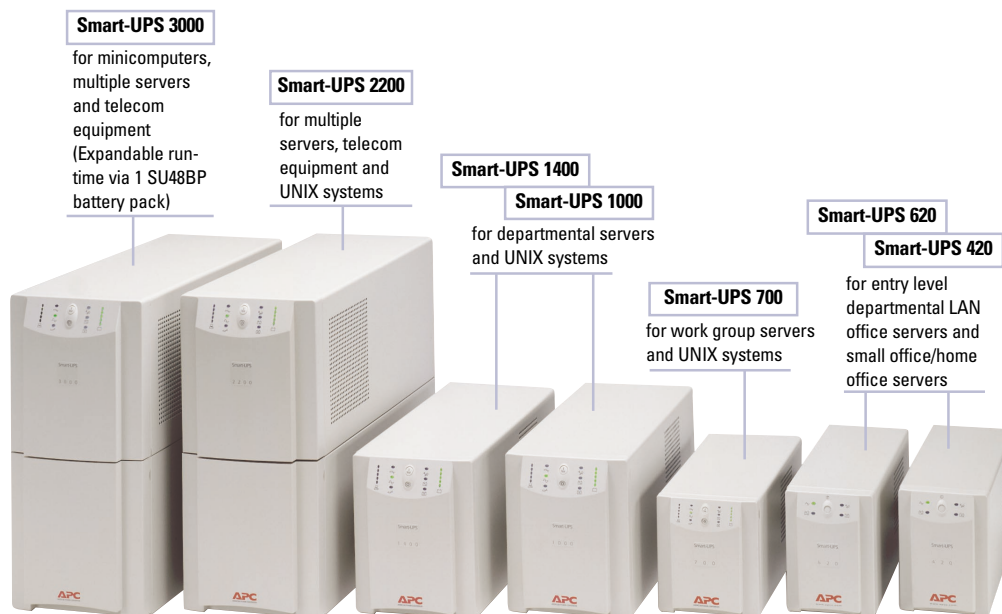 Smart-UPS 3000
for minicomputers,
multiple servers
and telecom
equipment
(Expandable run-
time via 1 SU48BP
battery pack)
Smart-UPS 2200
for multiple
servers, telecom
equipment and
UNIX systems
Smart-UPS 1400
Smart-UPS 1000
for departmental servers
and UNIX systems
Smart-UPS 700
for work group servers
and UNIX systems
Smart-UPS 620
Smart-UPS 420
for entry level
departmental LAN
office servers and
small office/home
office servers
APC
APC
APC
APC
APC
APC
APC